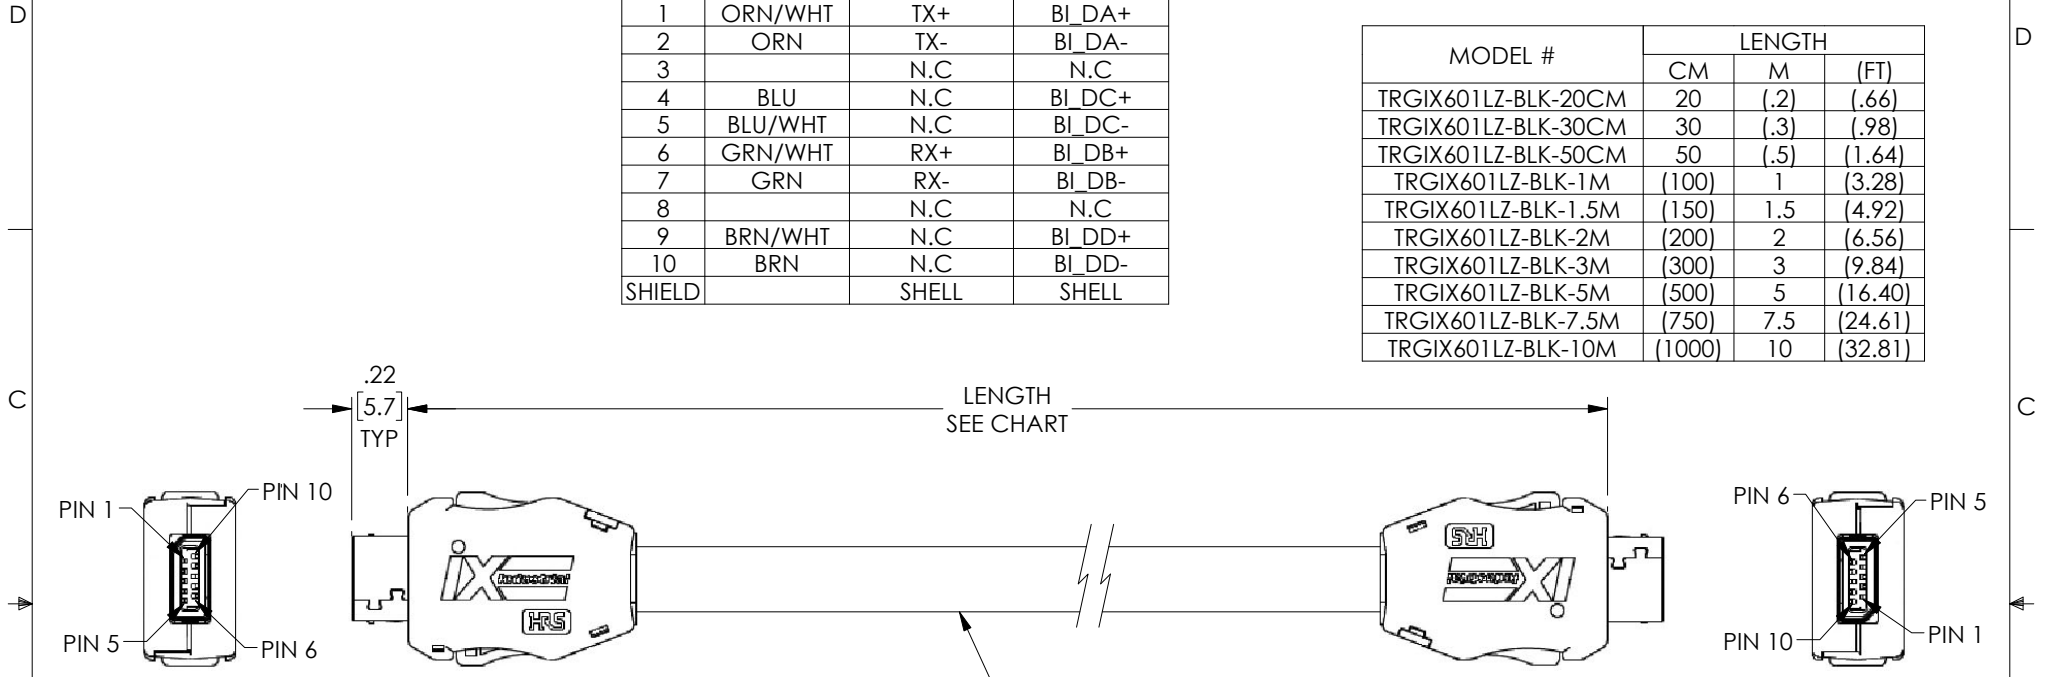 D
1 ORN/WHT TX+ BI_DA+
2 ORN TX- BI_DA-
3 N.C N.C
4 BLU N.C BI_DC+
5 BLU/WHT N.C BI_DC-
6 GRN/WHT RX+ BI_DB+
7 GRN RX- BI_DB-
8 N.C N.C
9 BRN/WHT N.C BI_DD+
10 BRN N.C BI_DD-
SHIELD SHELL SHELL
D
MODEL # LENGTH
CM M (FT)
TRGIX601LZ-BLK-20CM 20 (.2) (.66)
TRGIX601LZ-BLK-30CM 30 (.3) (.98)
TRGIX601LZ-BLK-50CM 50 (.5) (1.64)
TRGIX601LZ-BLK-1M (100) 1 (3.28)
TRGIX601LZ-BLK-1.5M (150) 1.5 (4.92)
TRGIX601LZ-BLK-2M (200) 2 (6.56)
TRGIX601LZ-BLK-3M (300) 3 (9.84)
TRGIX601LZ-BLK-5M (500) 5 (16.40)
TRGIX601LZ-BLK-7.5M (750) 7.5 (24.61)
TRGIX601LZ-BLK-10M (1000) 10 (32.81)
C
.22
[5.7]
TYP
LENGTH
SEE CHART
C
PIN 1
PIN 10
PIN 5
PIN 6
ix Industrial
HRS
HRS
ix Industrial
PIN 6
PIN 5
PIN 10
PIN 1